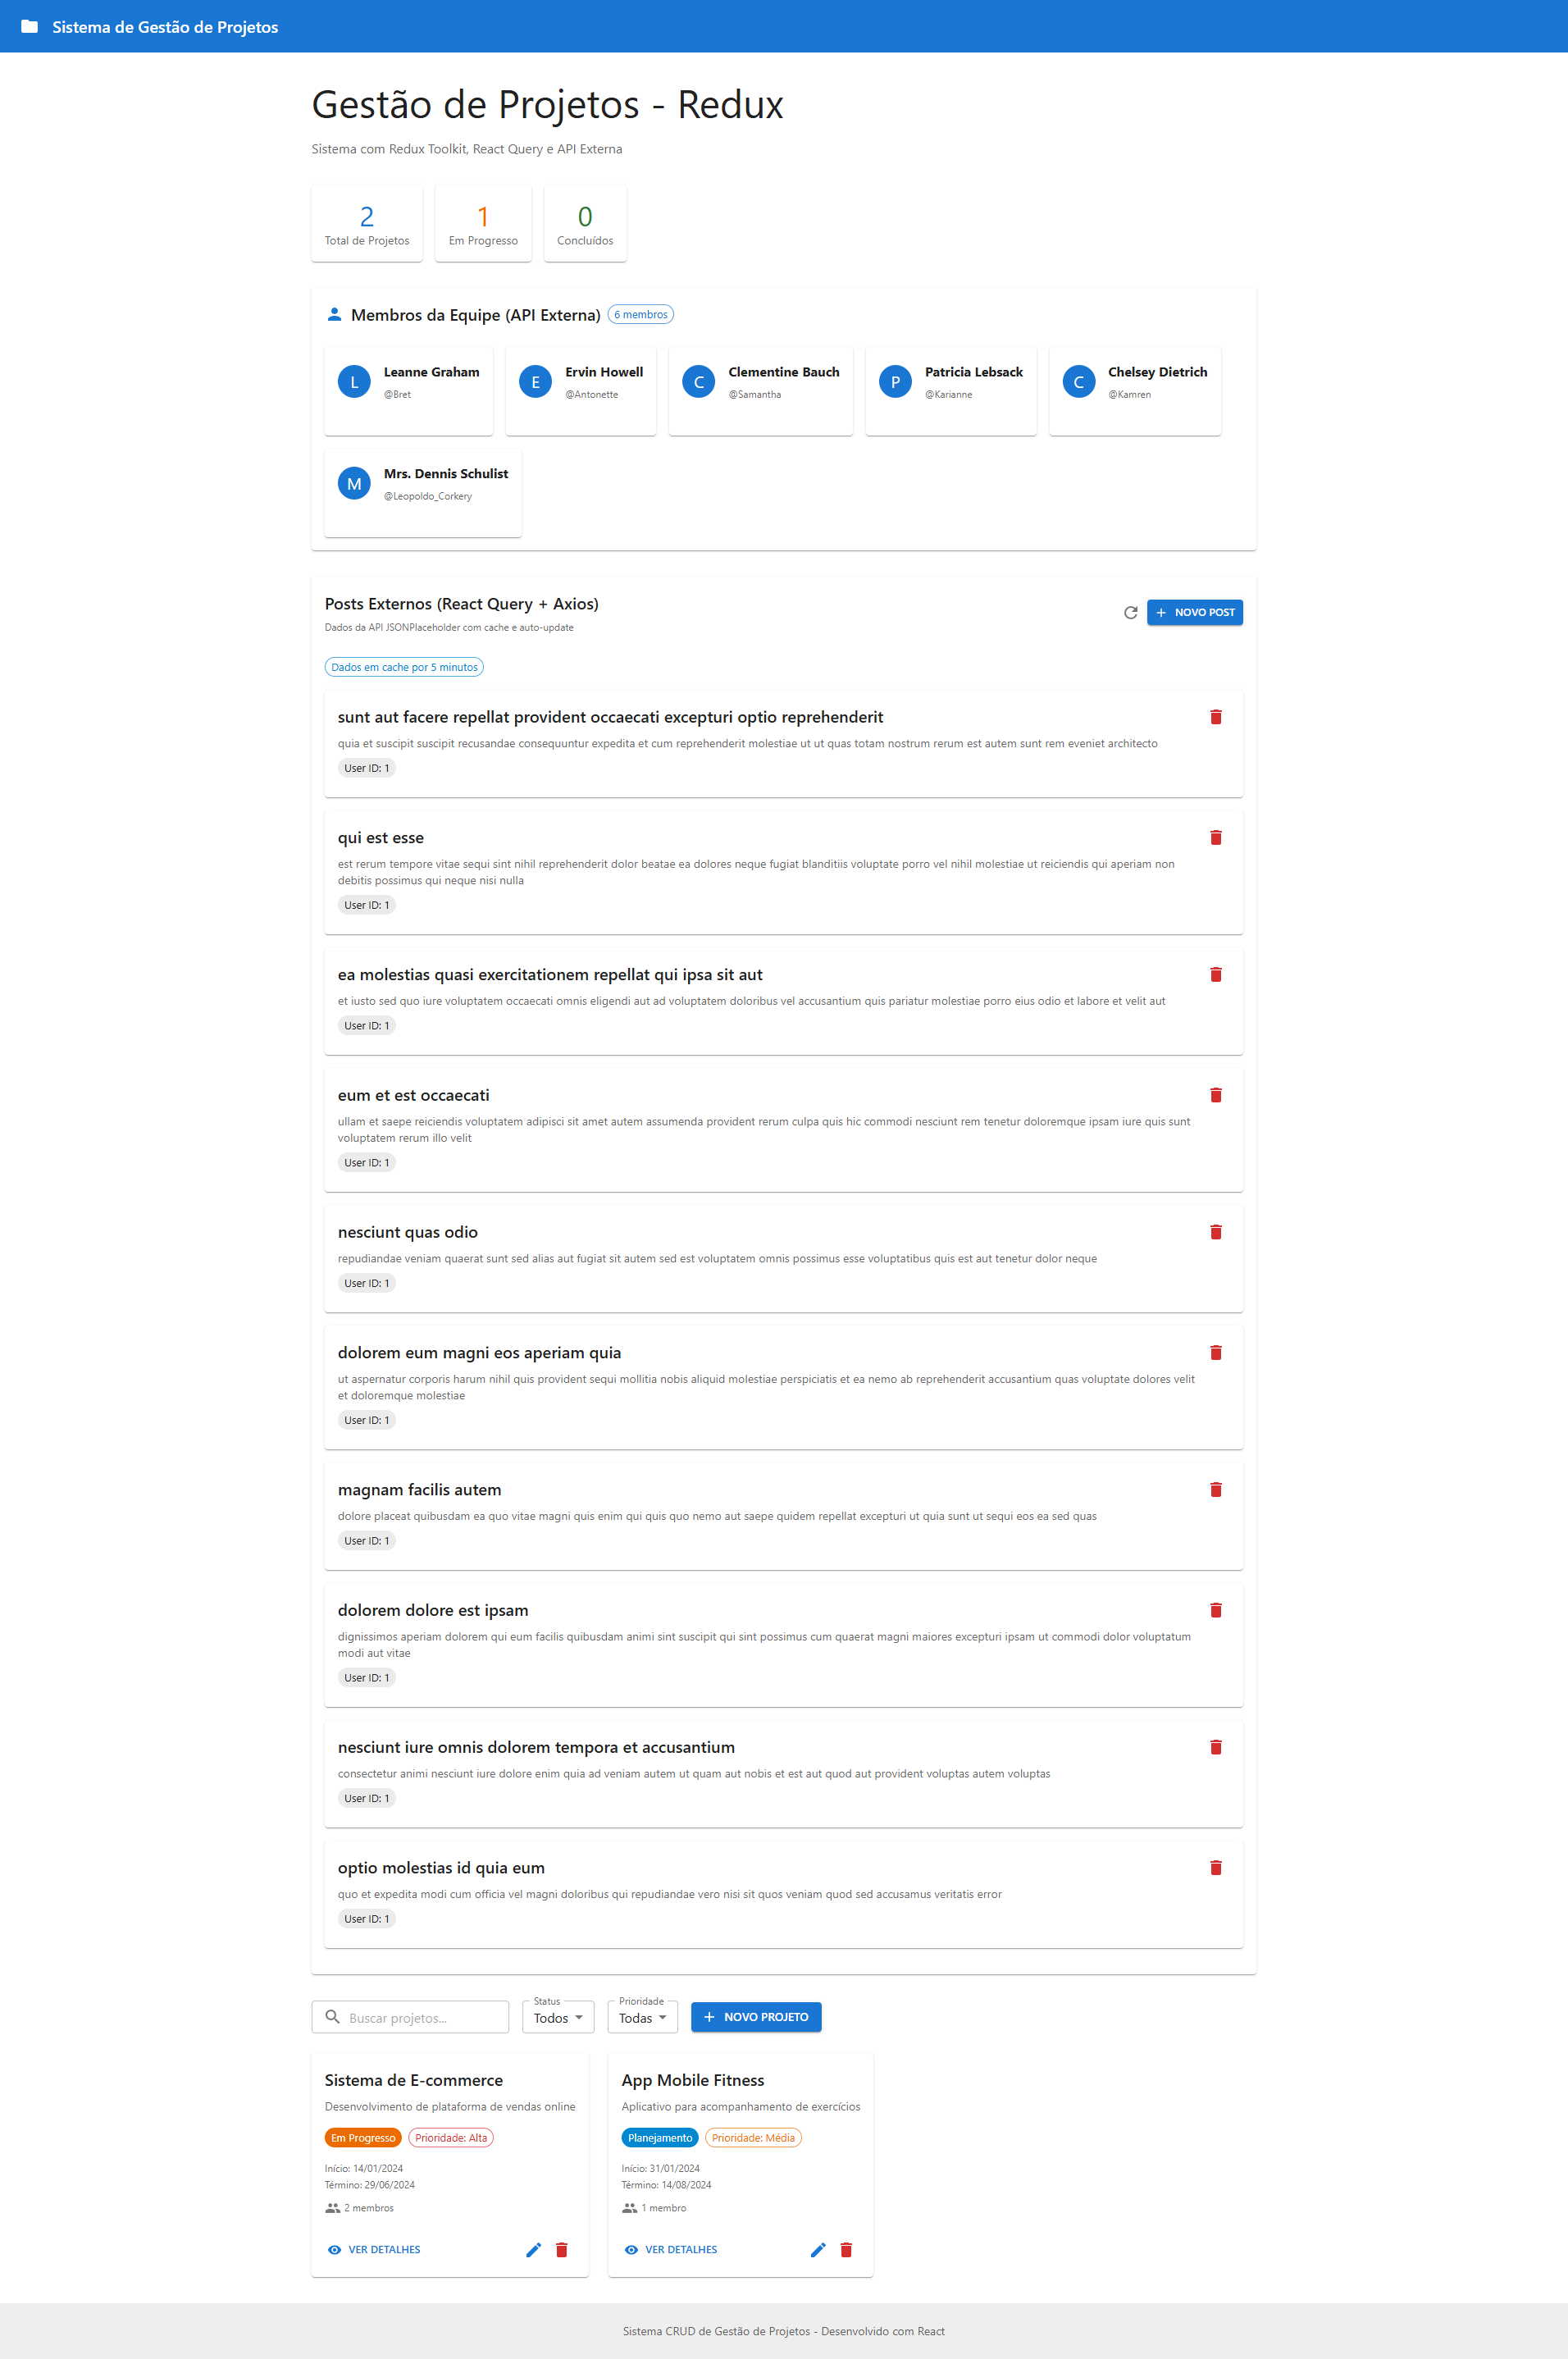 Sistema de Gestão de Projetos
Gestão de Projetos - Redux
Sistema com Redux Toolkit, React Query e API Externa
2
Total de Projetos
1
Em Progresso
0
Concluídos
Membros da Equipe (API Externa)
6 membros
L
Leanne Graham
@Bret
E
Ervin Howell
@Antonette
C
Clementine Bauch
@Samantha
P
Patricia Lebsack
@Karianne
C
Chelsey Dietrich
@Kamren
M
Mrs. Dennis Schulist
@Leopoldo_Corkery
Posts Externos (React Query + Axios)
Dados da API JSONPlaceholder com cache e auto-update
NOVO POST
Dados em cache por 5 minutos
sunt aut facere repellat provident occaecati excepturi optio reprehenderit
quia et suscipit suscipit recusandae consequuntur expedita et cum reprehenderit molestiae ut ut quas totam nostrum rerum est autem sunt rem eveniet architecto
User ID: 1
qui est esse
est rerum tempore vitae sequi sint nihil reprehenderit dolor beatae ea dolores neque fugiat blanditiis voluptate porro vel nihil molestiae ut reiciendis qui aperiam non
debitis possimus qui neque nisi nulla
User ID: 1
ea molestias quasi exercitationem repellat qui ipsa sit aut
et iusto sed quo iure voluptatem occaecati omnis eligendi aut ad voluptatem doloribus vel accusantium quis pariatur molestiae porro eius odio et labore et velit aut
User ID: 1
eum et est occaecati
ullam et saepe reiciendis voluptatem adipisci sit amet autem assumenda provident rerum culpa quis hic commodi nesciunt rem tenetur doloremque ipsam iure quis sunt
voluptatem rerum illo velit
User ID: 1
nesciunt quas odio
repudiandae veniam quaerat sunt sed alias aut fugiat sit autem sed est voluptatem omnis possimus esse voluptatibus quis est aut tenetur dolor neque
User ID: 1
dolorem eum magni eos aperiam quia
ut aspernatur corporis harum nihil quis provident sequi mollitia nobis aliquid molestiae perspiciatis et ea nemo ab reprehenderit accusantium quas voluptate dolores velit
et doloremque molestiae
User ID: 1
magnam facilis autem
dolore placeat quibusdam ea quo vitae magni quis enim qui quis quo nemo aut saepe quidem repellat excepturi ut quia sunt ut sequi eos ea sed quas
User ID: 1
dolorem dolore est ipsam
dignissimos aperiam dolorem qui eum facilis quibusdam animi sint suscipit qui sint possimus cum quaerat magni maiores excepturi ipsam ut commodi dolor voluptatum
modi aut vitae
User ID: 1
nesciunt iure omnis dolorem tempora et accusantium
consectetur animi nesciunt iure dolore enim quia ad veniam autem ut quam aut nobis et est aut quod aut provident voluptas autem voluptas
User ID: 1
optio molestias id quia eum
quo et expedita modi cum officia vel magni doloribus qui repudiandae vero nisi sit quos veniam quod sed accusamus veritatis error
User ID: 1
Buscar projetos...
Status
Todos
Prioridade
Todas
NOVO PROJETO
Sistema de E-commerce
Desenvolvimento de plataforma de vendas online
Em Progresso
Prioridade: Alta
Início: 14/01/2024
Término: 29/06/2024
2 membros
VER DETALHES
App Mobile Fitness
Aplicativo para acompanhamento de exercícios
Planejamento
Prioridade: Média
Início: 31/01/2024
Término: 14/08/2024
1 membro
VER DETALHES
Sistema CRUD de Gestão de Projetos - Desenvolvido com React